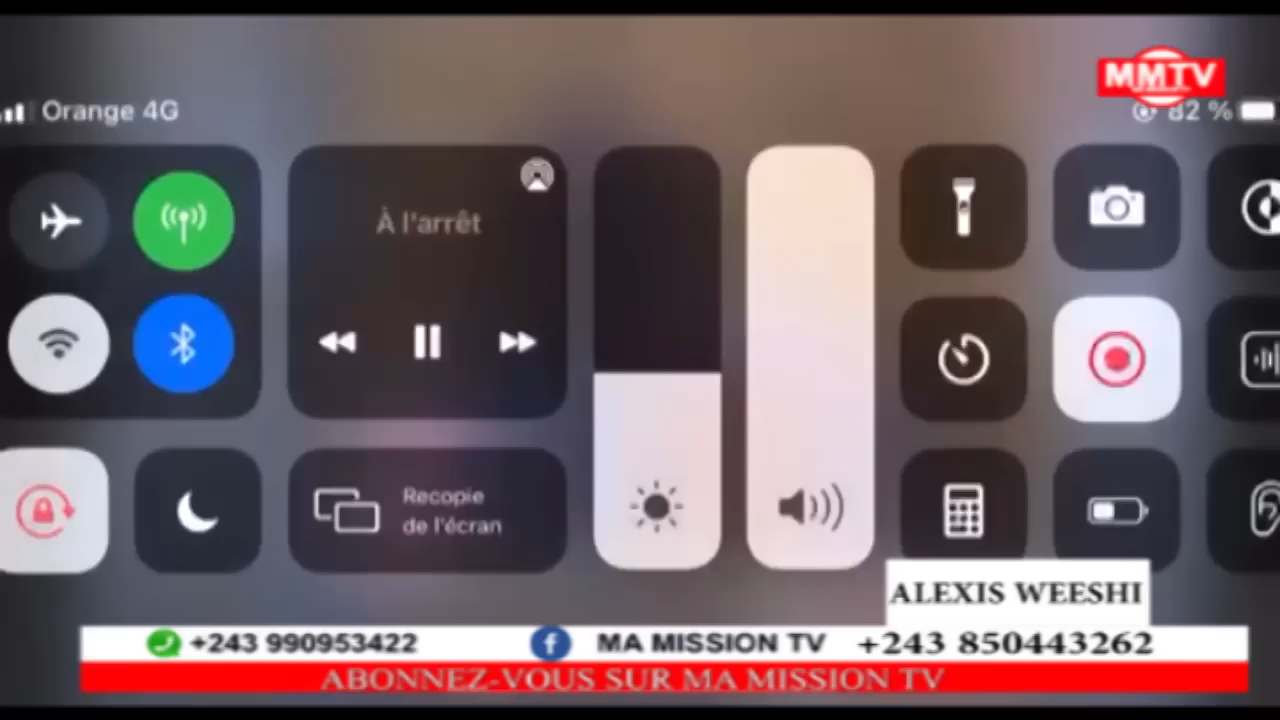 MMTV
Orange 4G
82 %
À l'arrêt
Recopie
de l'écran
ALEXIS WEESHI
+243 990953422
MA MISSION TV
+243 850443262
ABONNEZ-VOUS SUR MA MISSION TV